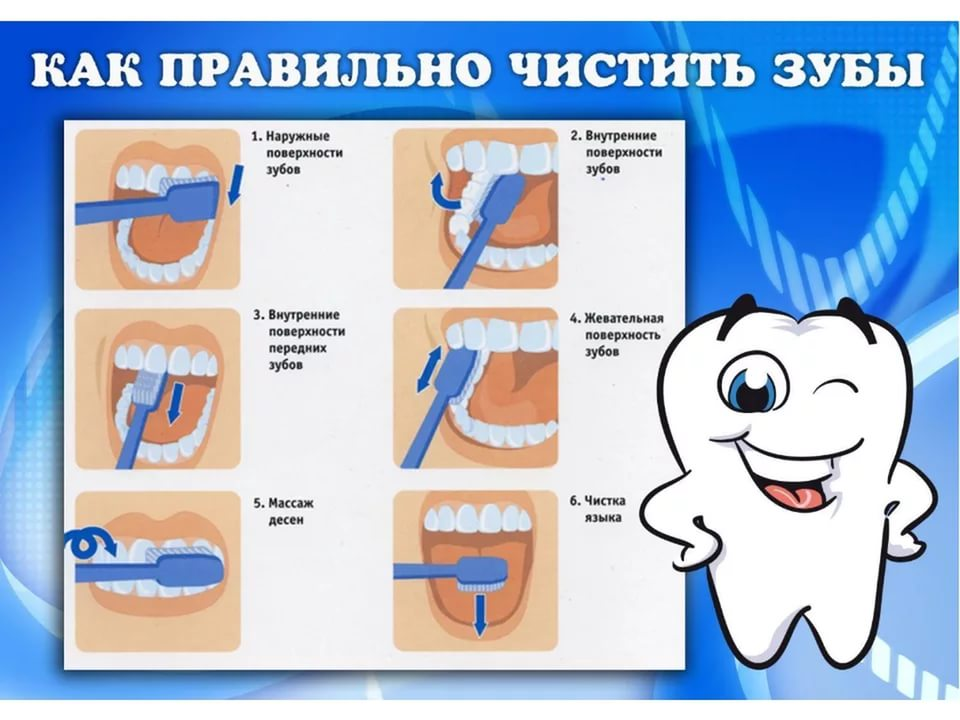 КАК ПРАВИЛЬНО ЧИСТИТЬ ЗУБЫ
1. Наружные
поверхности
зубов
2. Внутренние
поверхности
зубов
3. Внутренние
поверхности
передних
зубов
4. Жевательная
поверхность
зубов
5. Массаж
десен
6. Чистка
языка